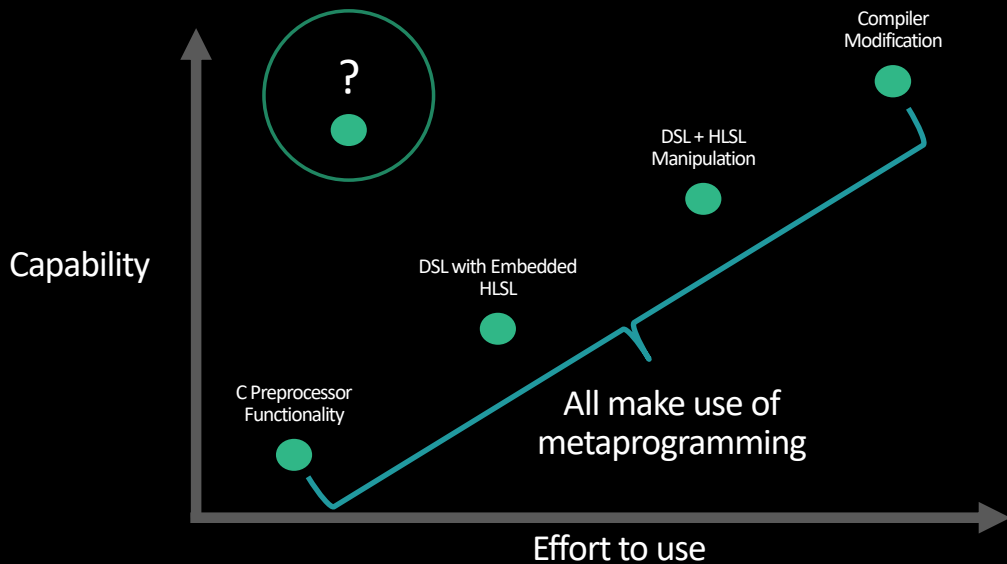 Compiler
Modification
?
DSL + HLSL
Manipulation
Capability
DSL with Embedded
HLSL
C Preprocessor
Functionality
All make use of
metaprogramming
Effort to use